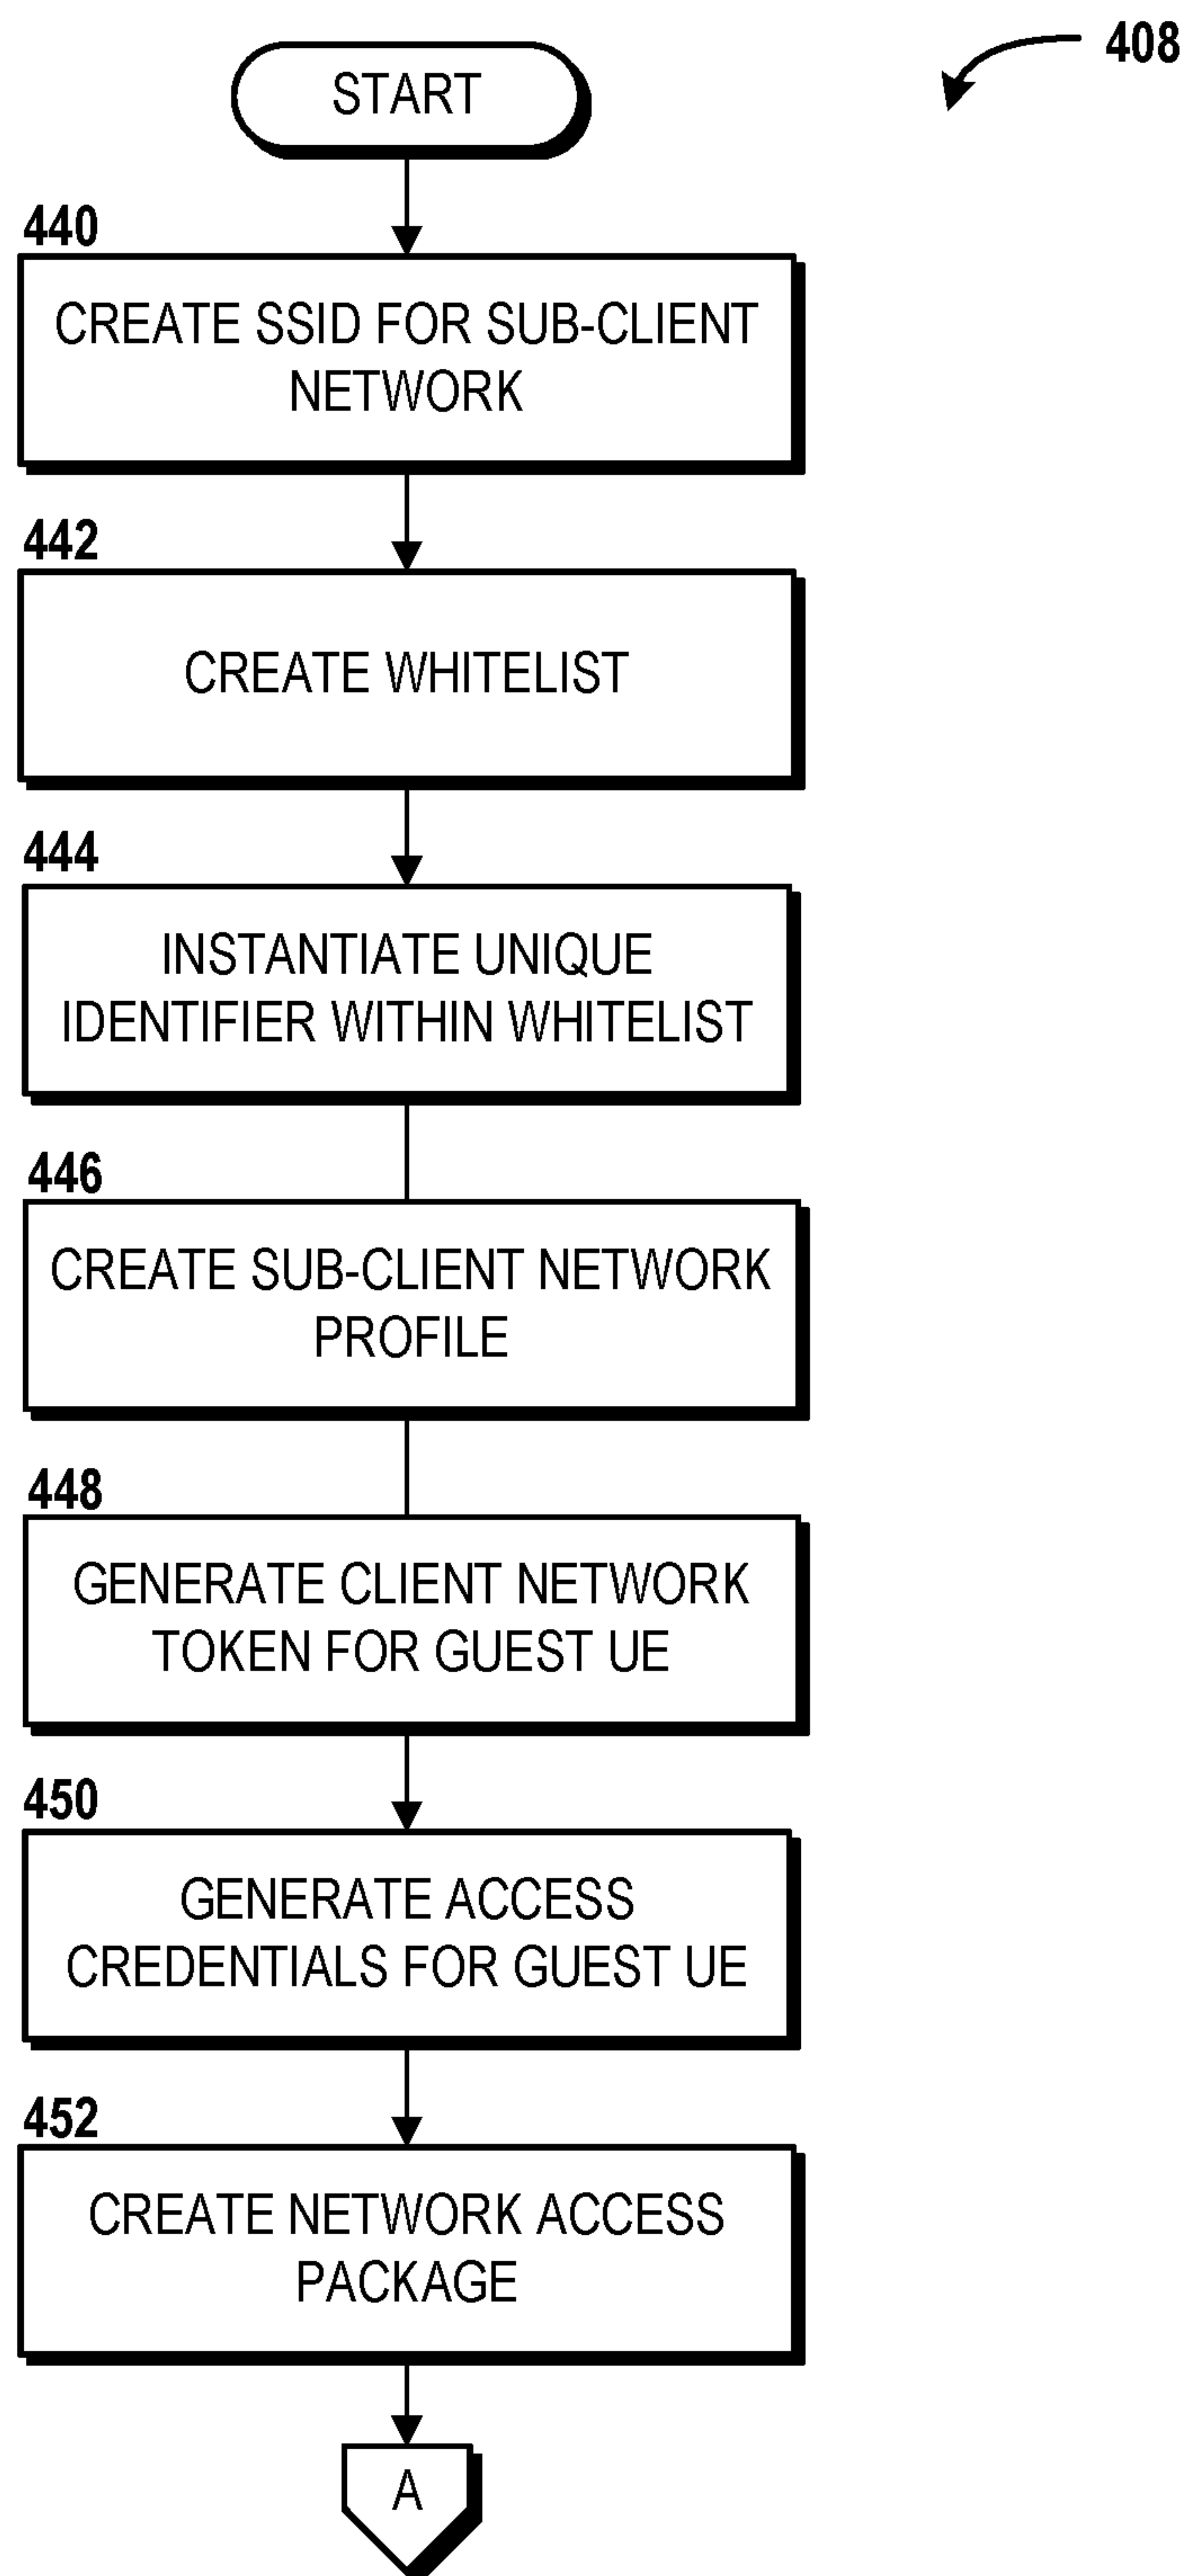 408
START
440
CREATE SSID FOR SUB-CLIENT
NETWORK
442
CREATE WHITELIST
444
INSTANTIATE UNIQUE
IDENTIFIER WITHIN WHITELIST
446
CREATE SUB-CLIENT NETWORK
PROFILE
448
GENERATE CLIENT NETWORK
TOKEN FOR GUEST UE
450
GENERATE ACCESS
CREDENTIALS FOR GUEST UE
452
CREATE NETWORK ACCESS
PACKAGE
A